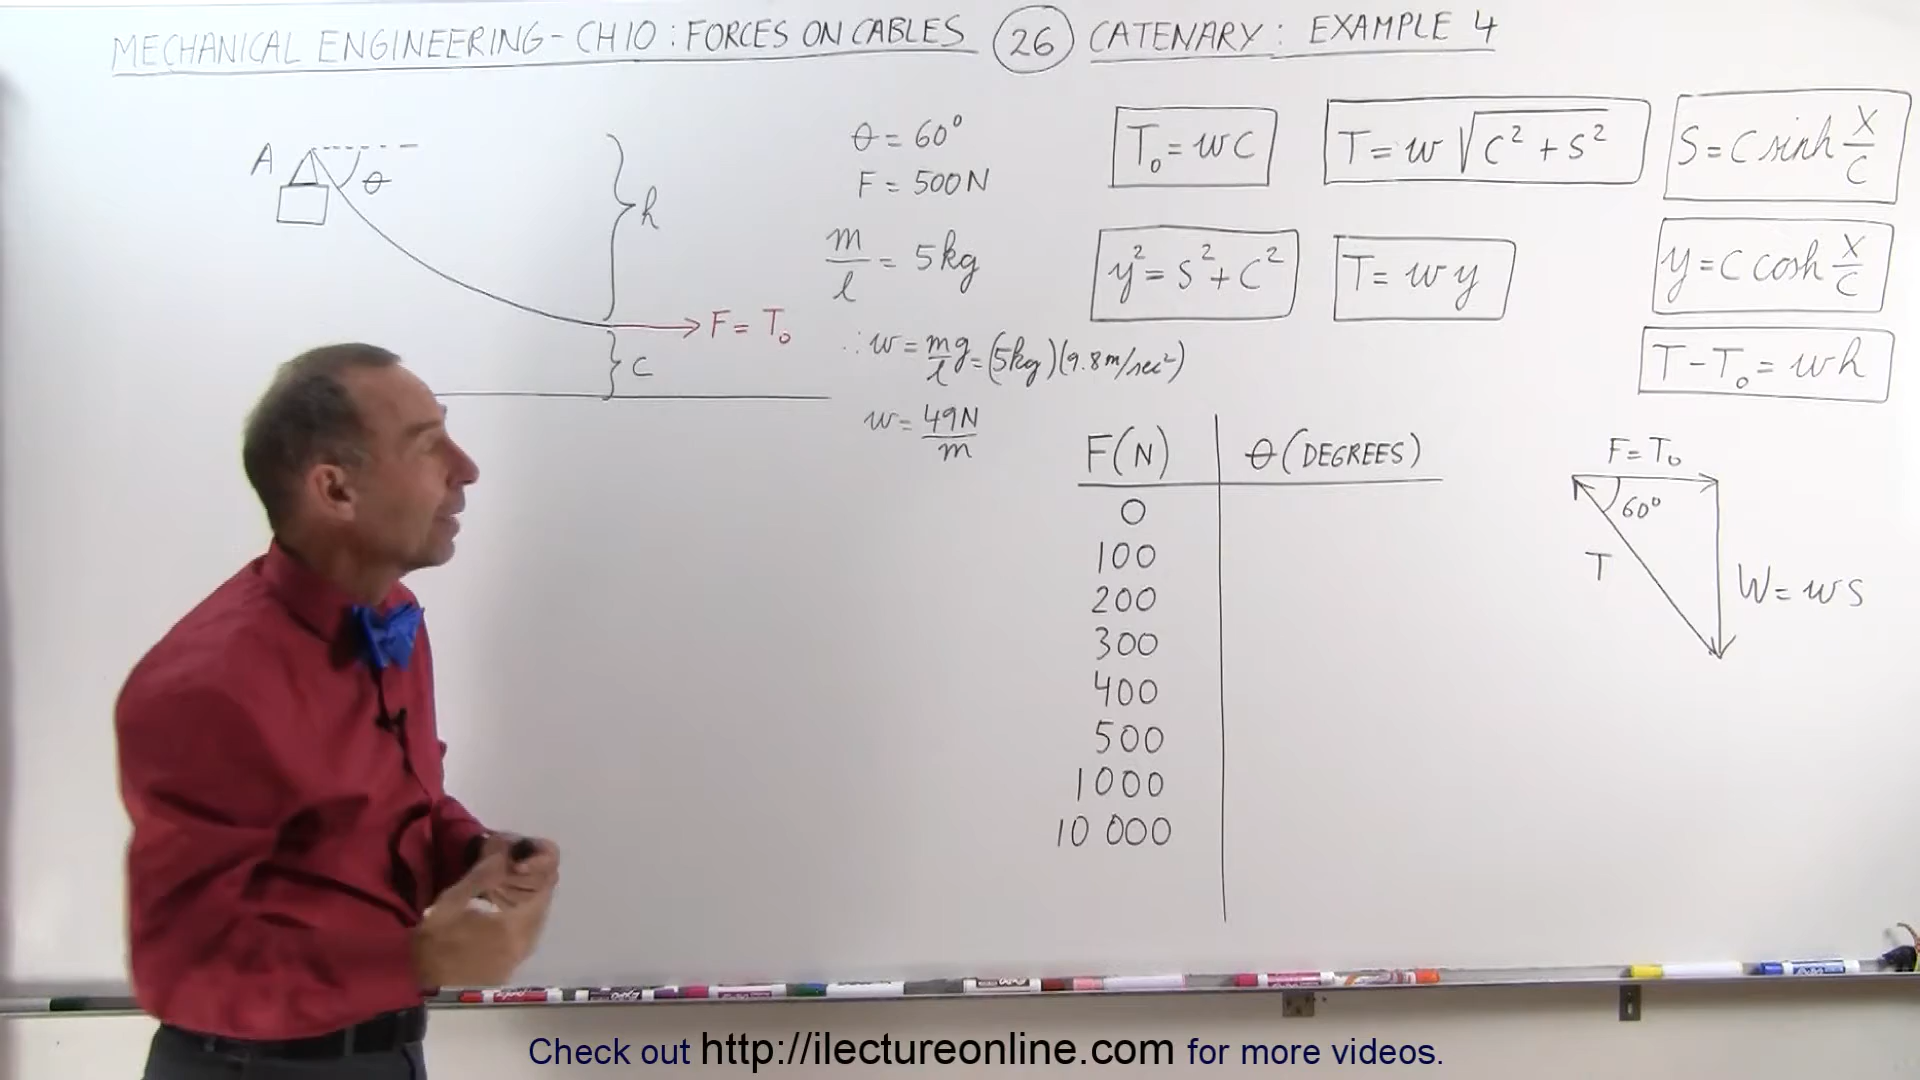 MECHANICAL ENGINEERING - CH 10 : FORCES ON CABLES 26 CATENARY : EXAMPLE 4
A
θ
h
F = T₀
C
θ = 60°
F = 500N
m/l = 5kg
∴ w = m/l g = (5kg)(9.8 m/sec²)
w = 49N/m
T₀ = wc
T = w √(c² + s²)
S = C sinh x/c
y² = s² + c²
T = wy
y = c cosh x/c
T - T₀ = wh
F(N) θ (DEGREES)
0
100
200
300
400
500
1000
10 000
F = T₀
60°
T
W = ws
Check out http://ilectureonline.com for more videos.